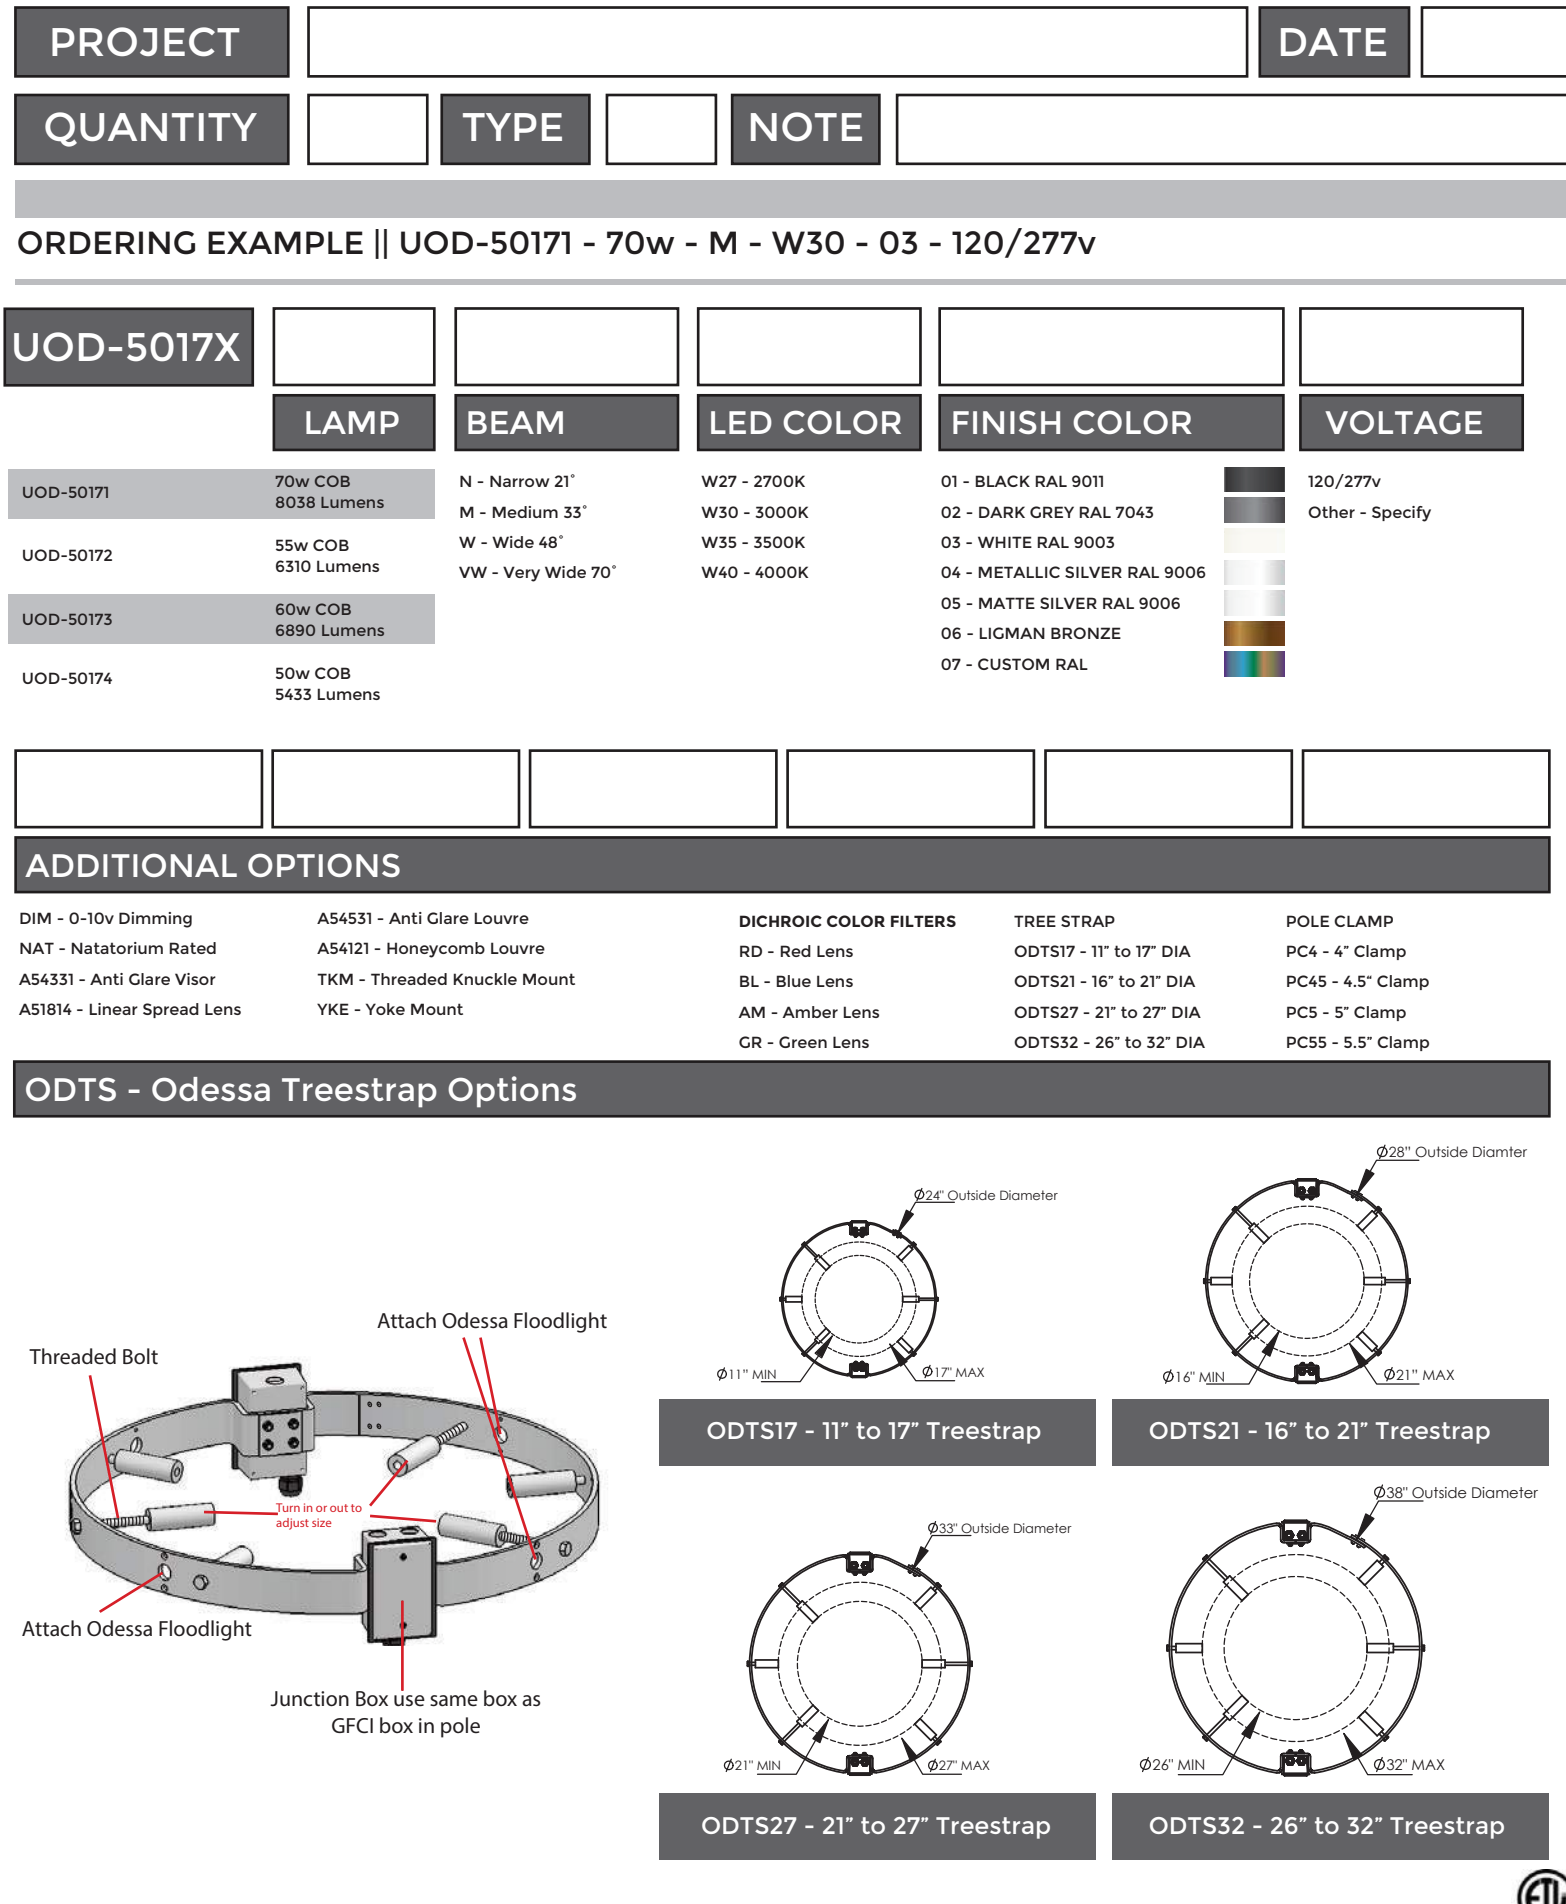 PROJECT
DATE
QUANTITY
TYPE
NOTE
ORDERING EXAMPLE || UOD-50171 - 70w - M - W30 - 03 - 120/277v
UOD-5017X
LAMP
BEAM
LED COLOR
FINISH COLOR
VOLTAGE
UOD-50171
70w COB
8038 Lumens
UOD-50172
55w COB
6310 Lumens
UOD-50173
60w COB
6890 Lumens
UOD-50174
50w COB
5433 Lumens
N - Narrow 21°
M - Medium 33°
W - Wide 48°
VW - Very Wide 70°
W27 - 2700K
W30 - 3000K
W35 - 3500K
W40 - 4000K
01 - BLACK RAL 9011
02 - DARK GREY RAL 7043
03 - WHITE RAL 9003
04 - METALLIC SILVER RAL 9006
05 - MATTE SILVER RAL 9006
06 - LIGMAN BRONZE
07 - CUSTOM RAL
120/277v
Other - Specify
ADDITIONAL OPTIONS
DIM - 0-10v Dimming
NAT - Natatorium Rated
A54331 - Anti Glare Visor
A51814 - Linear Spread Lens
A54531 - Anti Glare Louvre
A54121 - Honeycomb Louvre
TKM - Threaded Knuckle Mount
YKE - Yoke Mount
DICHROIC COLOR FILTERS
RD - Red Lens
BL - Blue Lens
AM - Amber Lens
GR - Green Lens
TREE STRAP
ODTS17 - 11” to 17” DIA
ODTS21 - 16” to 21” DIA
ODTS27 - 21” to 27” DIA
ODTS32 - 26” to 32” DIA
POLE CLAMP
PC4 - 4” Clamp
PC45 - 4.5“ Clamp
PC5 - 5” Clamp
PC55 - 5.5” Clamp
ODTS - Odessa Treestrap Options
Attach Odessa Floodlight
Threaded Bolt
Turn in or out to
adjust size
Attach Odessa Floodlight
Junction Box use same box as
GFCI box in pole
Ø24" Outside Diameter
Ø11" MIN
Ø17" MAX
ODTS17 - 11” to 17” Treestrap
Ø28" Outside Diamter
Ø16" MIN
Ø21" MAX
ODTS21 - 16” to 21” Treestrap
Ø33" Outside Diameter
Ø21" MIN
Ø27" MAX
ODTS27 - 21” to 27” Treestrap
Ø38" Outside Diameter
Ø26" MIN
Ø32" MAX
ODTS32 - 26” to 32” Treestrap